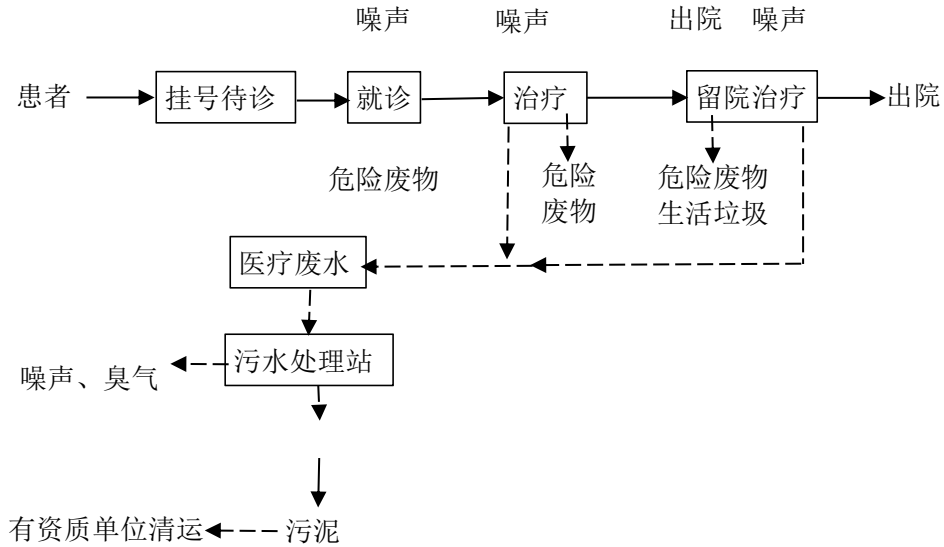 噪声
噪声
出院 噪声
患者
挂号待诊
就诊
治疗
留院治疗
出院
危险废物
危险
废物
危险废物
生活垃圾
医疗废水
污水处理站
噪声、臭气
有资质单位清运
污泥